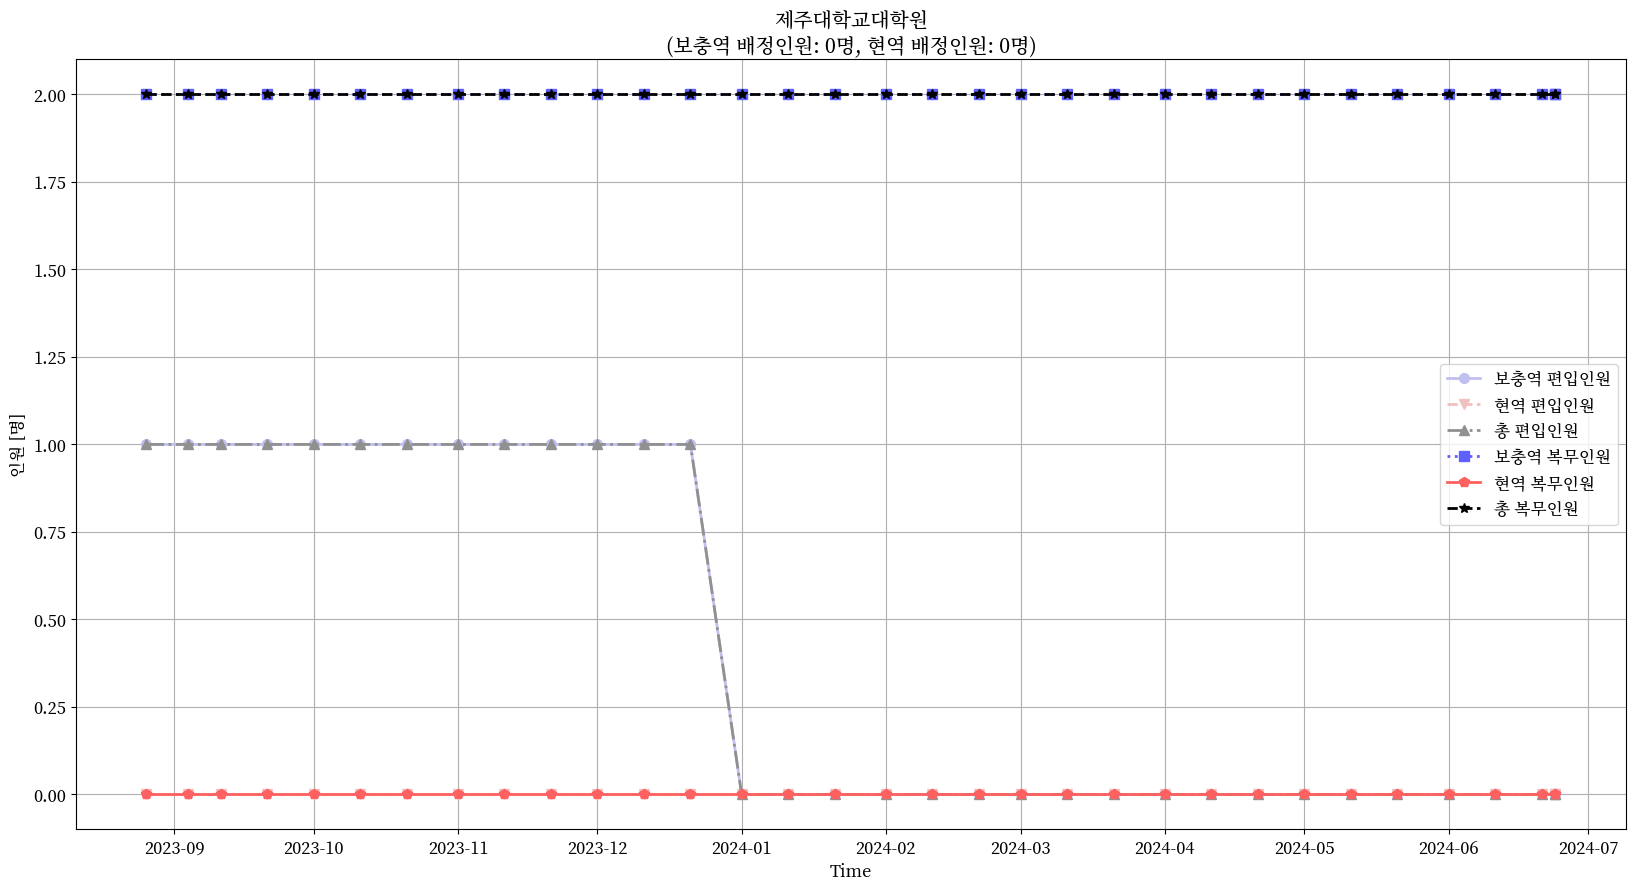 제주대학교대학원
(보충역 배정인원: 0명, 현역 배정인원: 0명)
인원 [명]
2.00
1.75
1.50
1.25
1.00
0.75
0.50
0.25
0.00
보충역 편입인원
현역 편입인원
총 편입인원
보충역 복무인원
현역 복무인원
총 복무인원
2023-09
2023-10
2023-11
2023-12
2024-01
2024-02
2024-03
2024-04
2024-05
2024-06
2024-07
Time